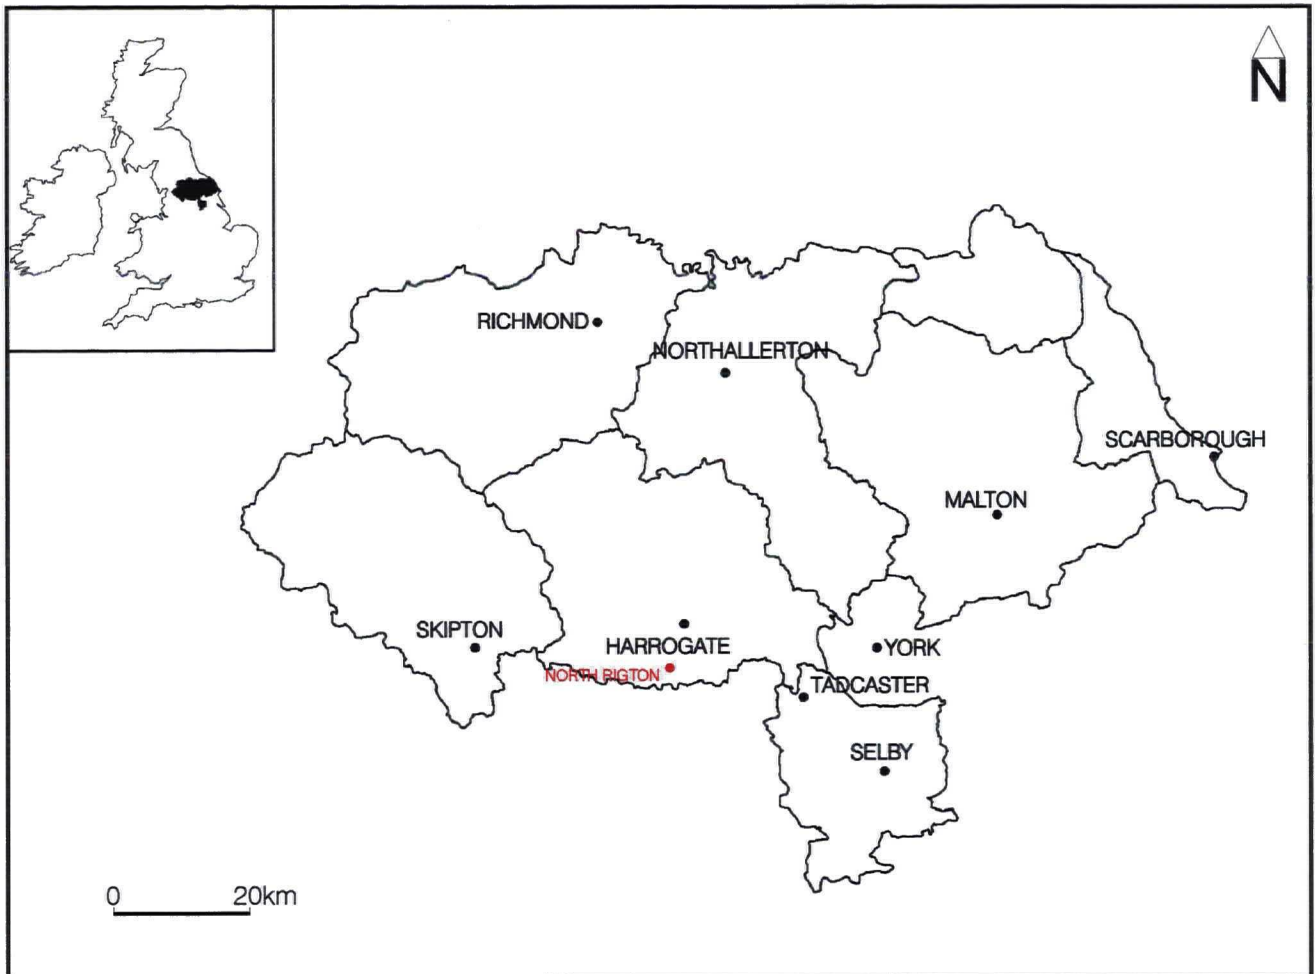 N
RICHMOND
NORTHALLERTON
SCARBOROUGH
MALTON
SKIPTON
HARROGATE
YORK
NORTH RIGTON
TADCASTER
SELBY
0 20km